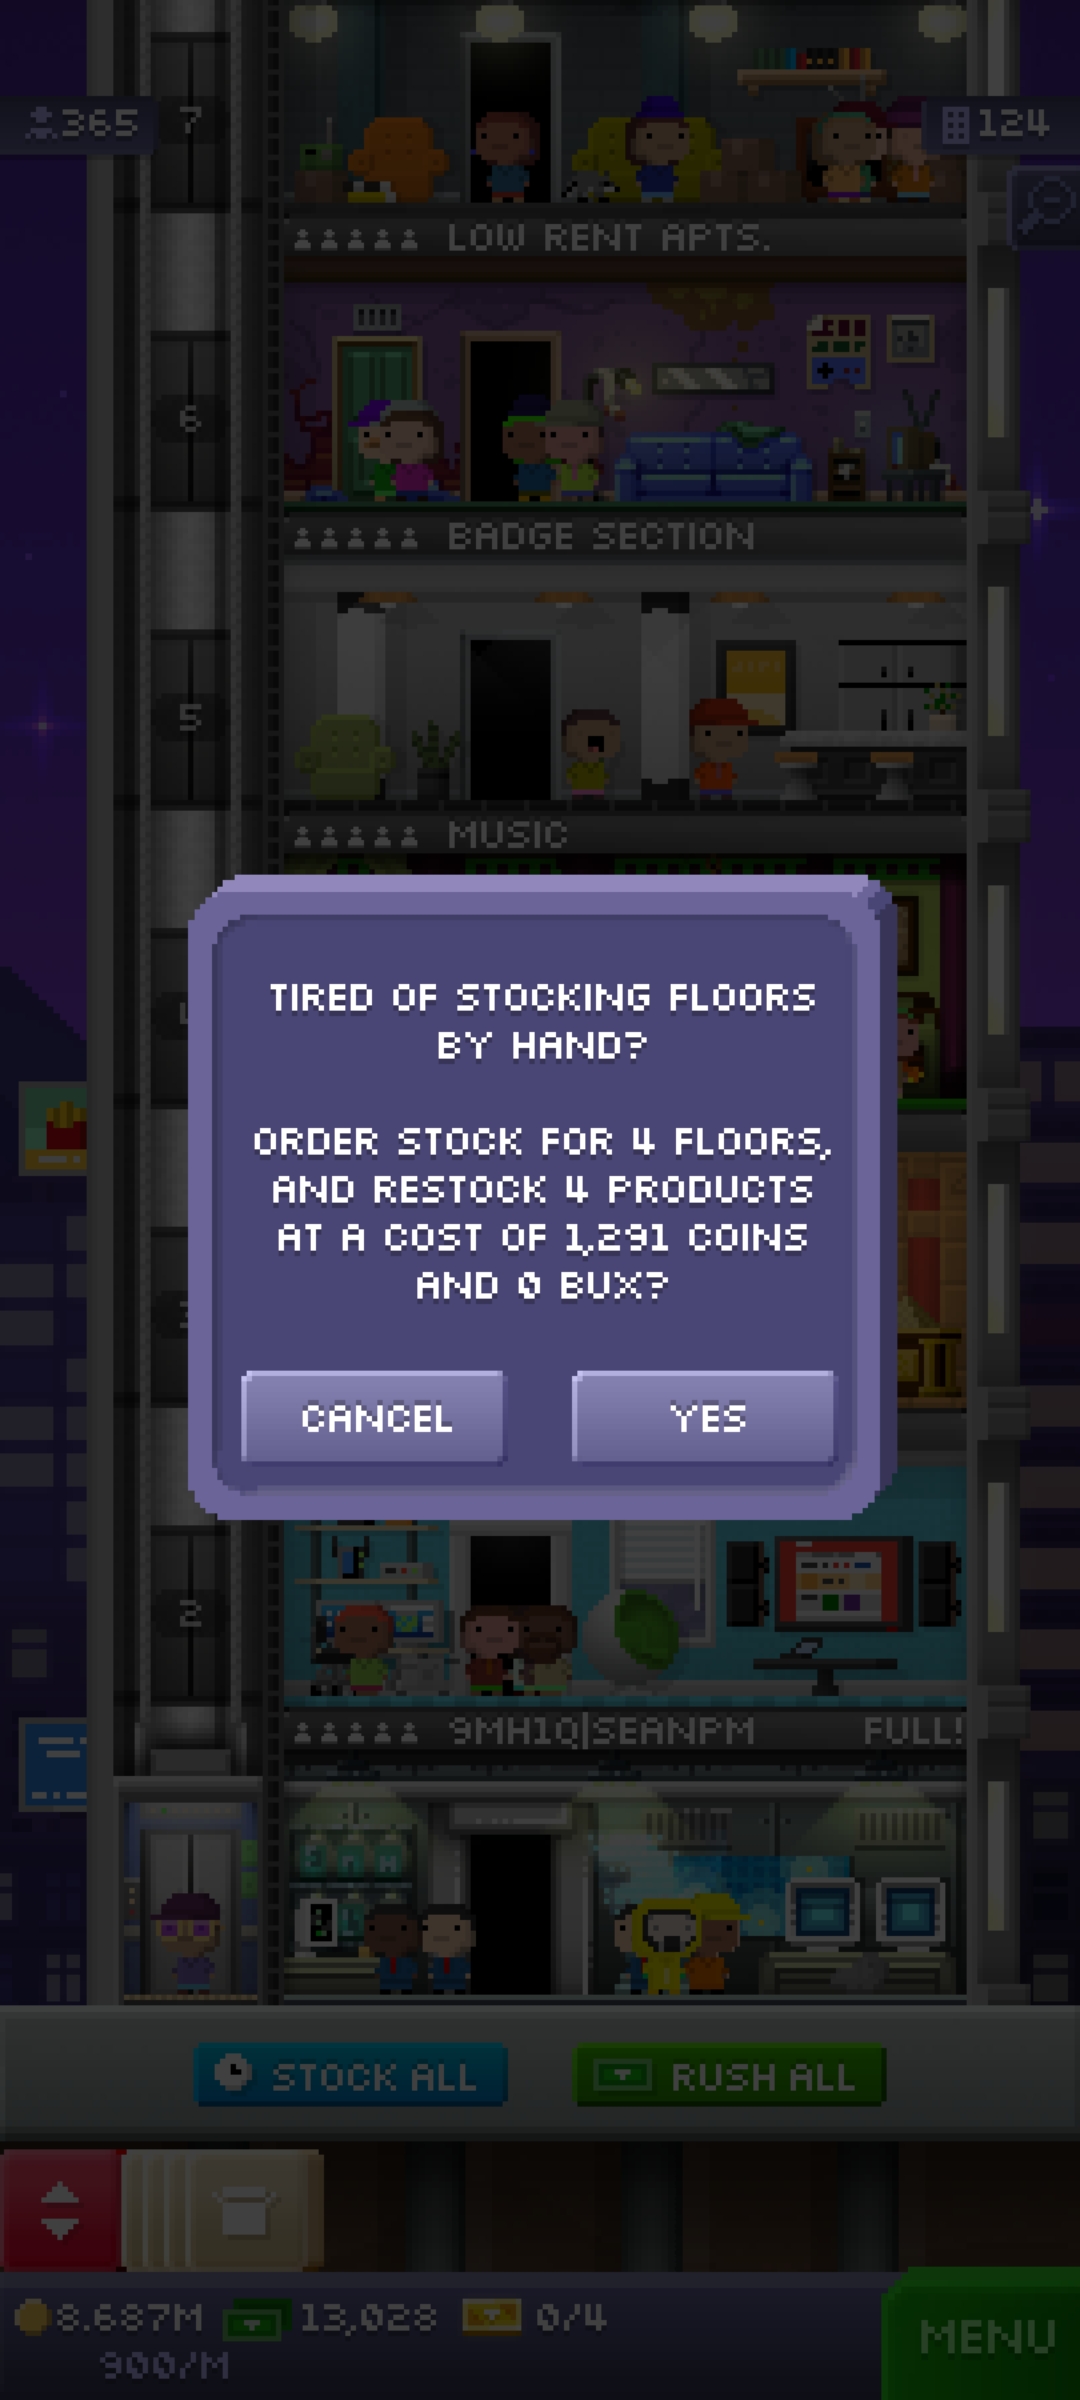 365
7
124
LOW RENT APTS.
6
BADGE SECTION
5
MUSIC
TIRED OF STOCKING FLOORS
BY HAND?
ORDER STOCK FOR 4 FLOORS,
AND RESTOCK 4 PRODUCTS
AT A COST OF 1,291 COINS
AND 0 BUX?
CANCEL
YES
2
9MH1Q|SEANPM
FULL!
STOCK ALL
RUSH ALL
8.687M
13,028
0/4
900/M
MENU